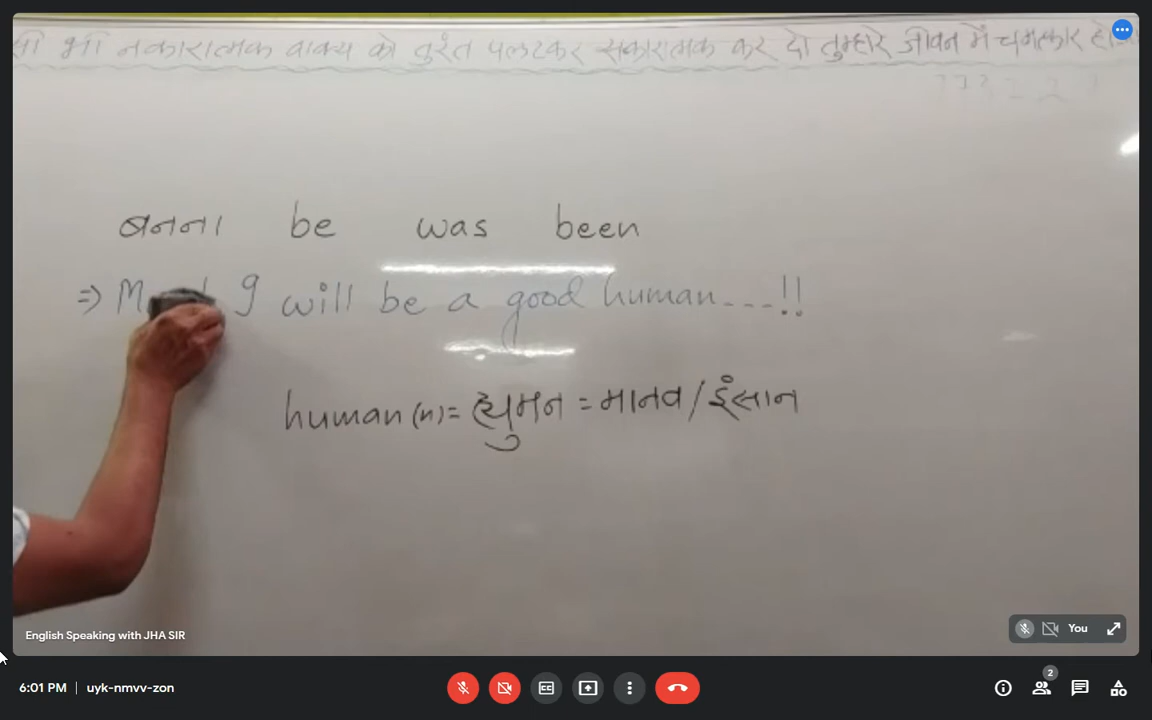 भी नकारात्मक वाक्य को तुरंत पलटकर सकारात्मक कर दो तुम्हारे जीवन में चमत्कार
बनना be was been
=> I will be a good human---!!
human (n) = ह्युमन = मानव / इंसान
English Speaking with JHA SIR
You
6:01 PM | uyk-nmvv-zon
2